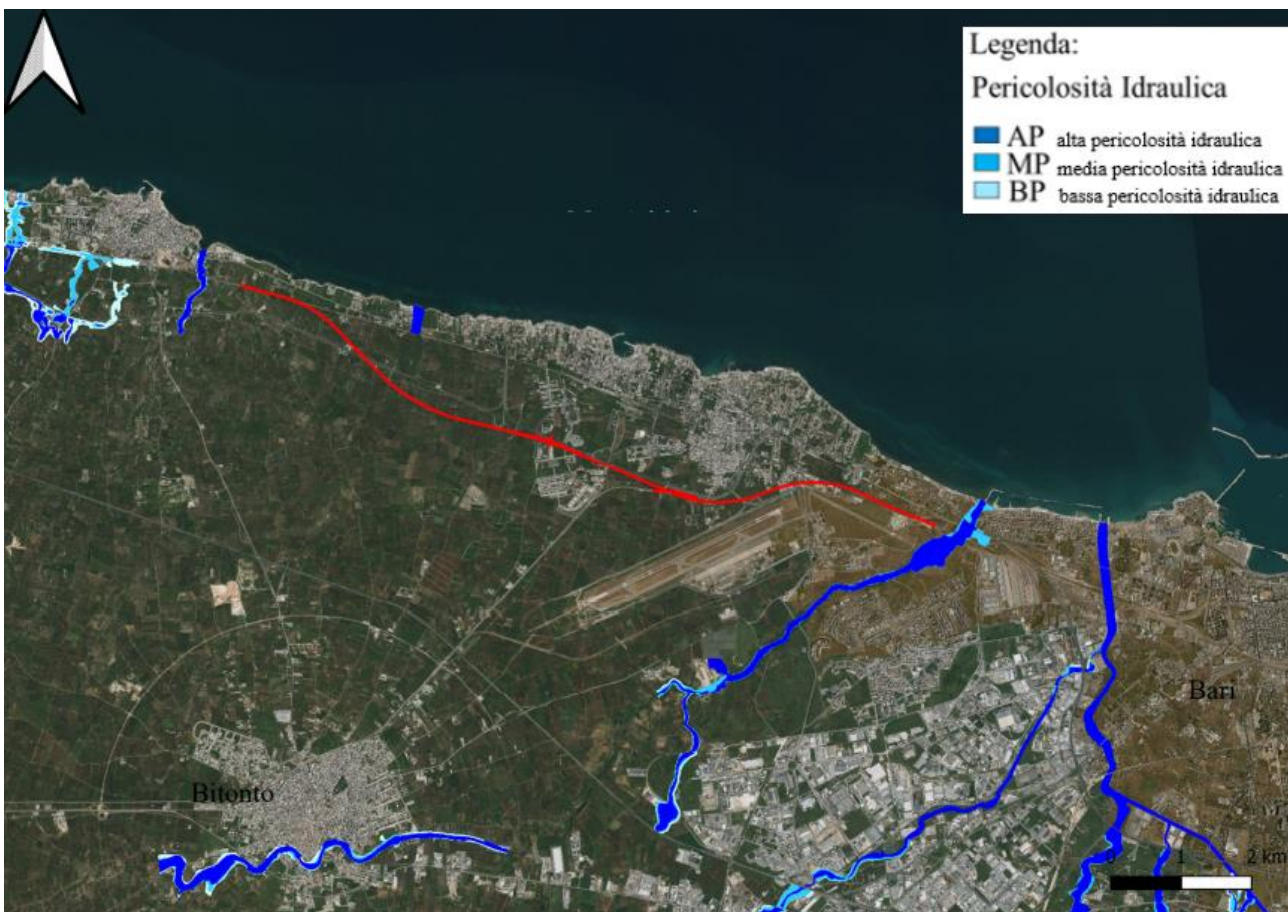 Legenda:
Pericolosità Idraulica
AP alta pericolosità idraulica
MP media pericolosità idraulica
BP bassa pericolosità idraulica
Bari
Bitonto
0 1 2 km